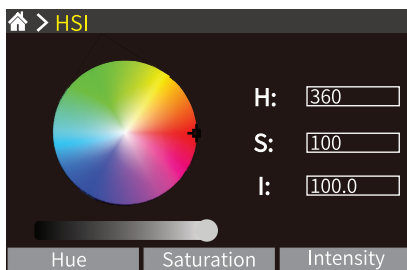 > HSI
H: 360
S: 100
I: 100.0
Hue Saturation Intensity